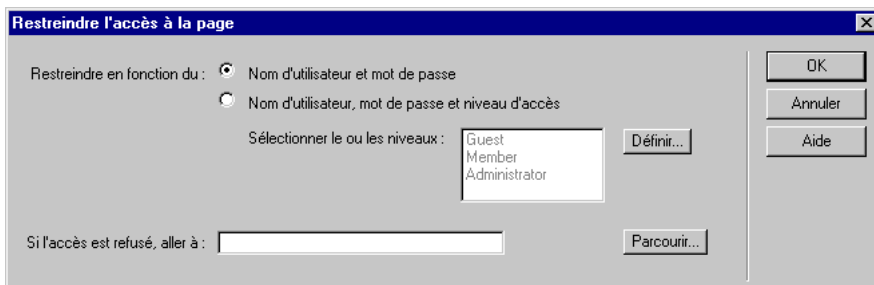 Restreindre l'accès à la page
Restreindre en fonction du : Nom d'utilisateur et mot de passe
Nom d'utilisateur, mot de passe et niveau d'accès
Sélectionner le ou les niveaux : Guest Définir...
Member
Administrator
Si l'accès est refusé, aller à : Parcourir...
OK
Annuler
Aide